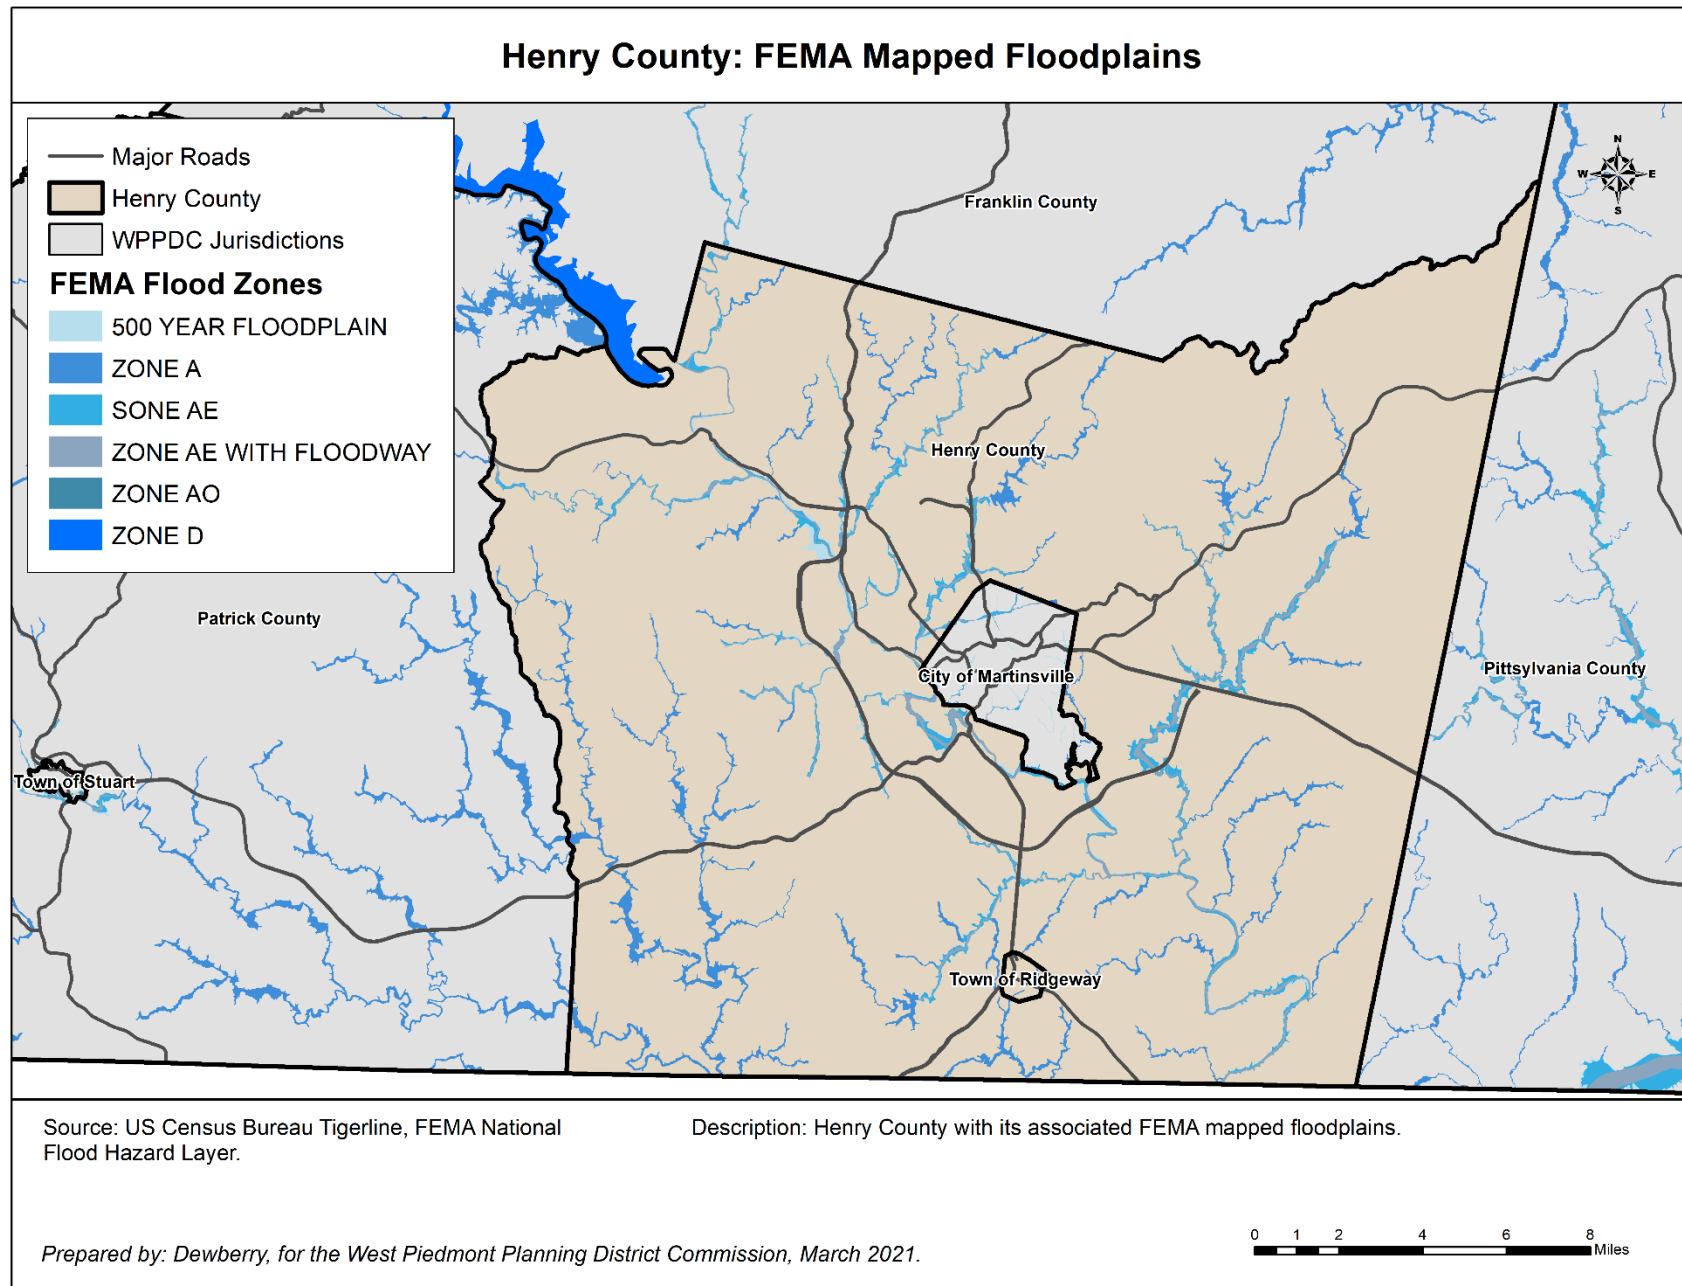 Henry County: FEMA Mapped Floodplains
Major Roads
Henry County
WPPDC Jurisdictions
FEMA Flood Zones
500 YEAR FLOODPLAIN
ZONE A
SONE AE
ZONE AE WITH FLOODWAY
ZONE AO
ZONE D
N
W E
S
Franklin County
Henry County
Patrick County
City of Martinsville
Pittsylvania County
Town of Stuart
Town of Ridgeway
Source: US Census Bureau Tigerline, FEMA National
Flood Hazard Layer.
Description: Henry County with its associated FEMA mapped floodplains.
Prepared by: Dewberry, for the West Piedmont Planning District Commission, March 2021.
0 1 2 4 6 8
Miles